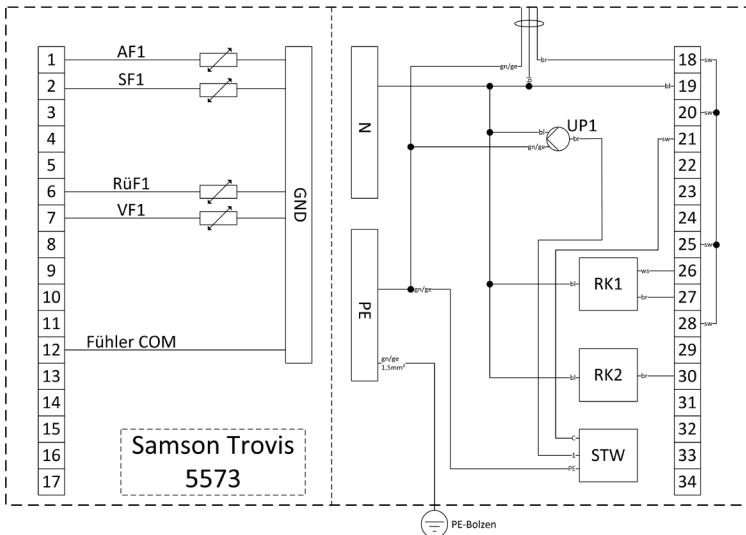 1
AF1
2
SF1
3
4
5
6
RüF1
7
VF1
8
9
10
11
12
Fühler COM
13
14
15
16
17
GND
Samson Trovis
5573
N
PE
gn/ge
bl
br
18
sw
bl
19
20
sw
bl
UP1
br
gn/ge
sw
21
22
23
24
25
sw
bl
RK1
ws
26
br
27
gn/ge
28
sw
29
gn/ge
1,5mm²
bl
RK2
br
30
31
32
C
1
PE
STW
33
34
PE-Bolzen